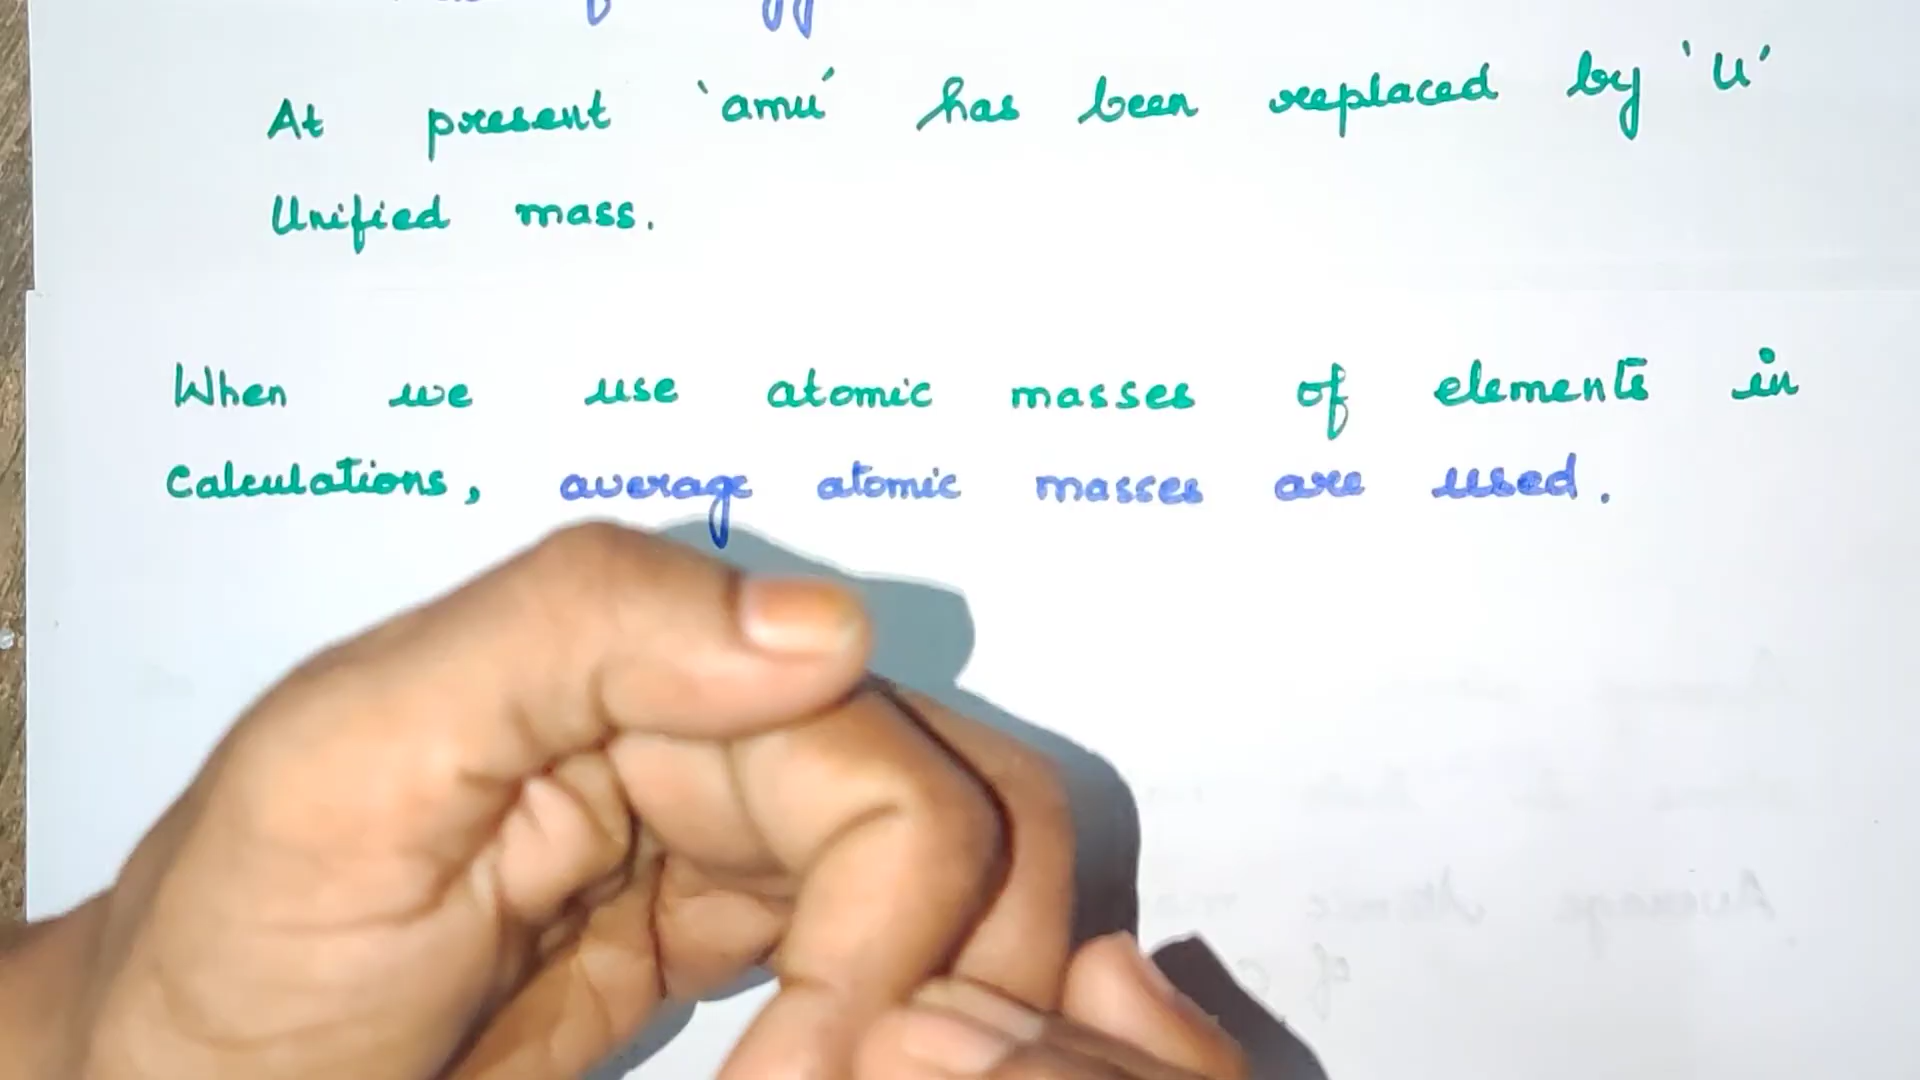 At present 'amu' has been replaced by 'u'
Unified mass.
When we use atomic masses of elements in
Calculations, average atomic masses are used.